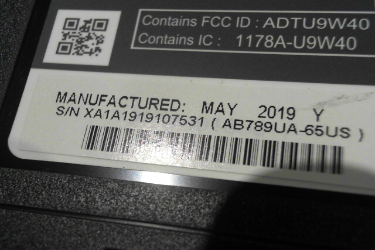 Contains FCC ID : ADTU9W40
Contains IC : 1178A-U9W40
MANUFACTURED: MAY 2019 Y
S/N XA1A1919107531 ( AB789UA-65US )